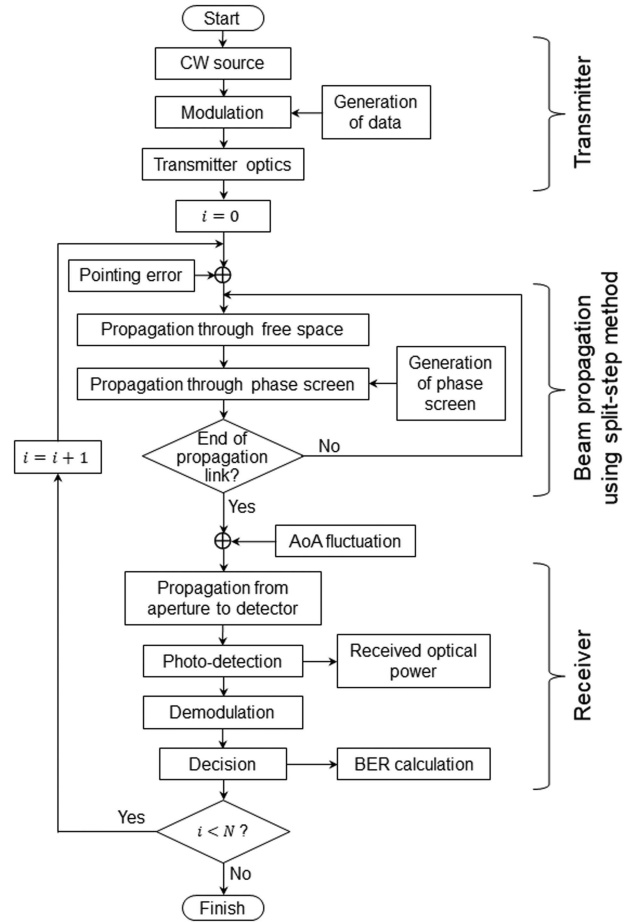 Start
CW source
Modulation
Generation
of data
Transmitter optics
Transmitter
i = 0
Pointing error
Propagation through free space
Propagation through phase screen
Generation
of phase
screen
End of
propagation
link?
No
Yes
Beam propagation
using split-step method
i = i + 1
AoA fluctuation
Propagation from
aperture to detector
Photo-detection
Received optical
power
Demodulation
Decision
BER calculation
Receiver
Yes
i < N ?
No
Finish